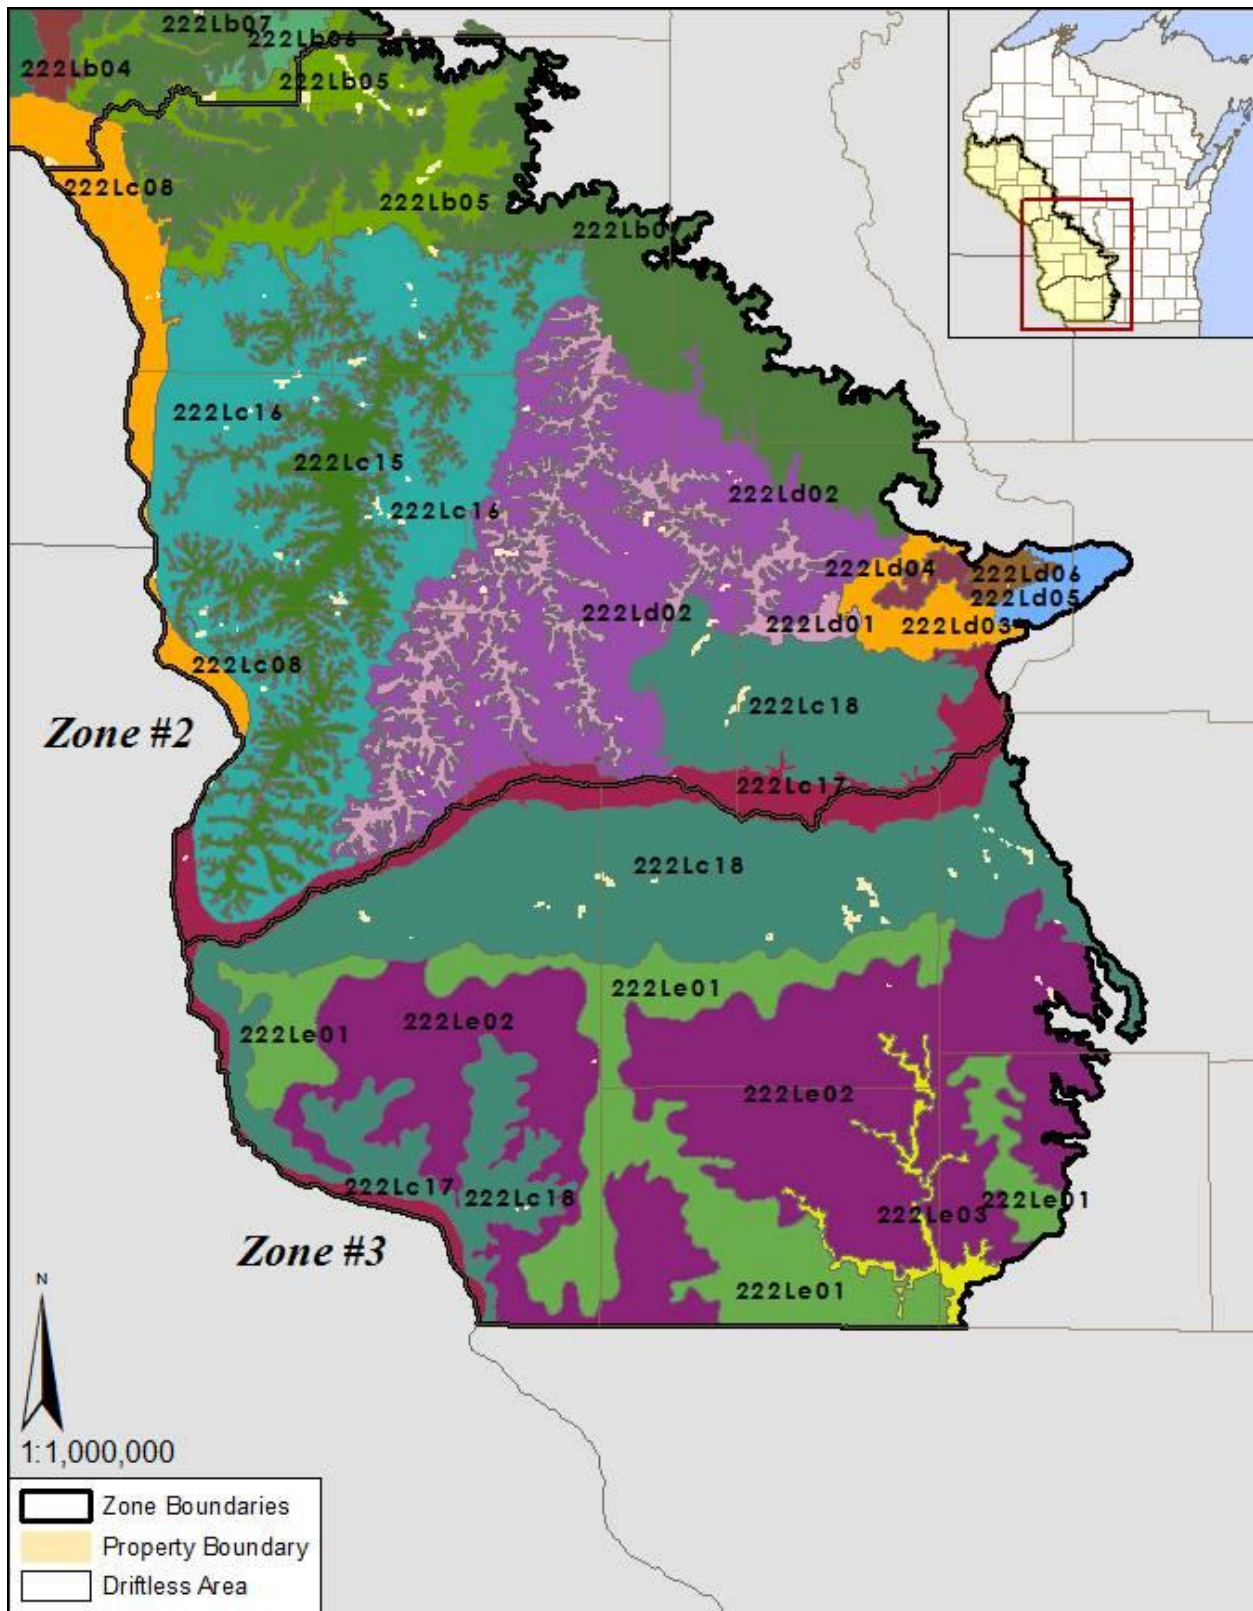 222Lb07
222Lb06
222Lb04
222Lb05
222Lc08
222Lb05
222Lb07
222Lc16
222Lc15
222Lc16
222Ld02
222Ld04
222Ld06
222Ld05
222Ld02
222Ld01
222Ld03
222Lc08
222Lc18
Zone #2
222Lc17
222Lc18
222Le01
222Le02
222Le01
222Le02
222Lc17
222Lc18
222Le03
222Le01
Zone #3
222Le01
N
1:1,000,000
Zone Boundaries
Property Boundary
Driftless Area